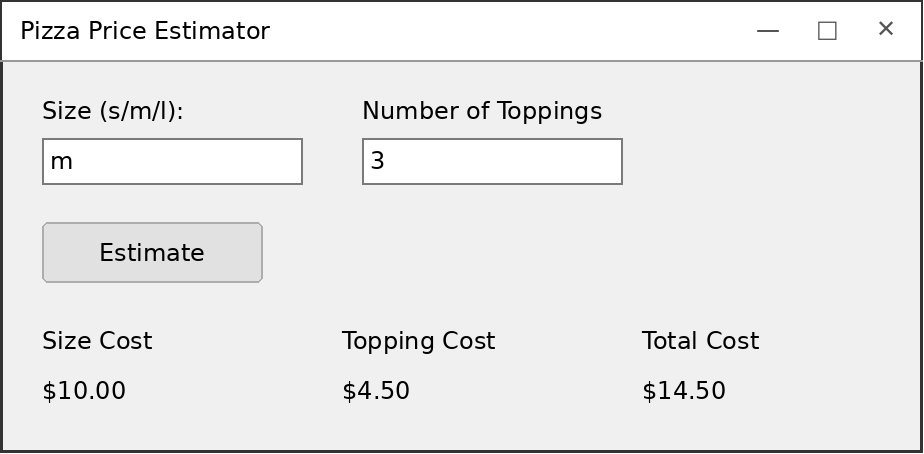 Pizza Price Estimator
Size (s/m/l): Number of Toppings
m 3
Estimate
Size Cost Topping Cost Total Cost
$10.00 $4.50 $14.50